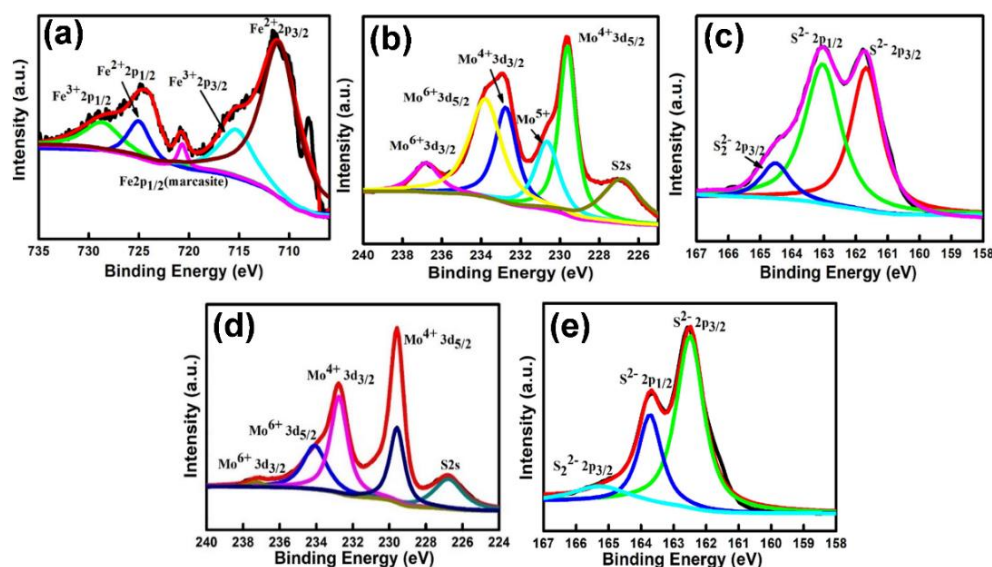 (a)
Intensity (a.u.)
Fe³⁺2p₁/₂
Fe²⁺2p₁/₂
Fe³⁺2p₃/₂
Fe²⁺2p₃/₂
Fe2p₁/₂(marcasite)
735 730 725 720 715 710
Binding Energy (eV)
(b)
Intensity (a.u.)
Mo⁶⁺3d₃/₂
Mo⁶⁺3d₅/₂
Mo⁴⁺3d₃/₂
Mo⁵⁺
Mo⁴⁺3d₅/₂
S2s
240 238 236 234 232 230 228 226
Binding Energy (eV)
(c)
Intensity (a.u.)
S₂²⁻ 2p₃/₂
S²⁻ 2p₁/₂
S²⁻ 2p₃/₂
167 166 165 164 163 162 161 160 159 158
Binding Energy (eV)
(d)
Intensity (a.u.)
Mo⁶⁺ 3d₃/₂
Mo⁶⁺ 3d₅/₂
Mo⁴⁺ 3d₃/₂
Mo⁴⁺ 3d₅/₂
S2s
240 238 236 234 232 230 228 226 224
Binding Energy (eV)
(e)
Intensity (a.u.)
S₂²⁻ 2p₃/₂
S²⁻ 2p₁/₂
S²⁻ 2p₃/₂
167 166 165 164 163 162 161 160 159 158
Binding Energy (eV)